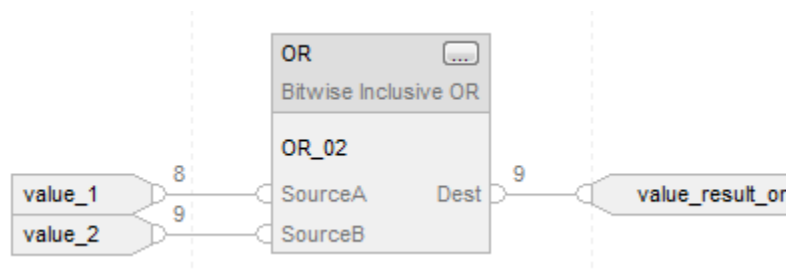 OR ...
Bitwise Inclusive OR
OR_02
value_1 8 SourceA Dest 9 value_result_or
value_2 9 SourceB